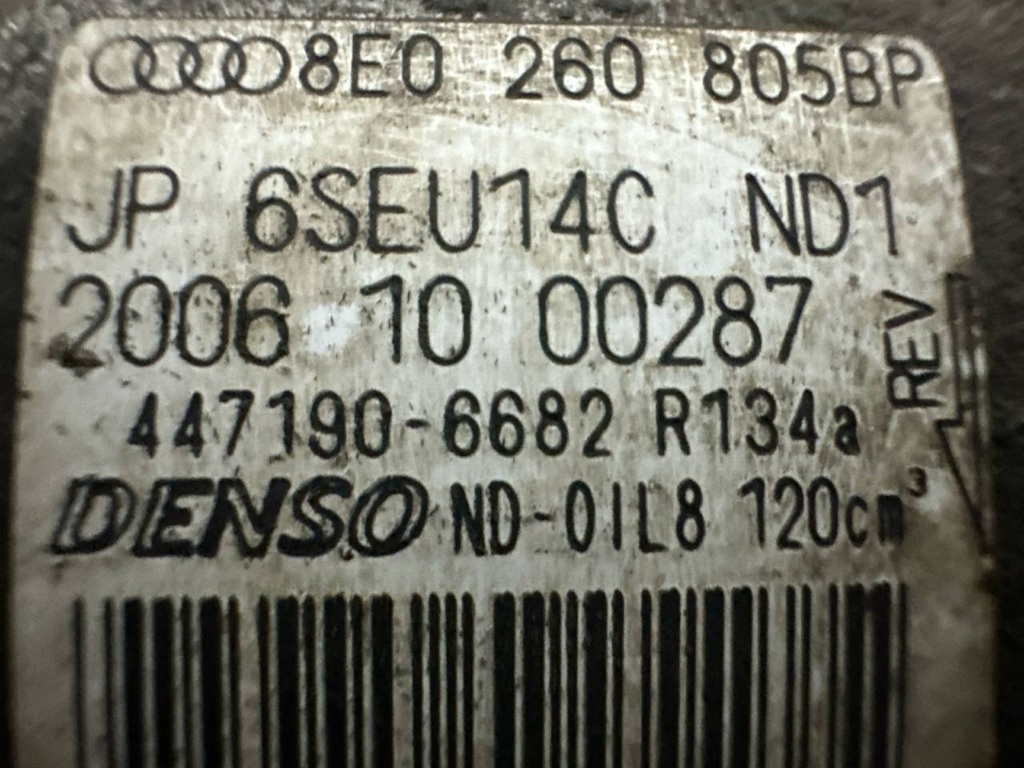 8E0 260 805BP
JP 6SEU14C ND1
2006 10 00287
REV
447190-6682 R134a
DENSO ND-OIL8 120cm³